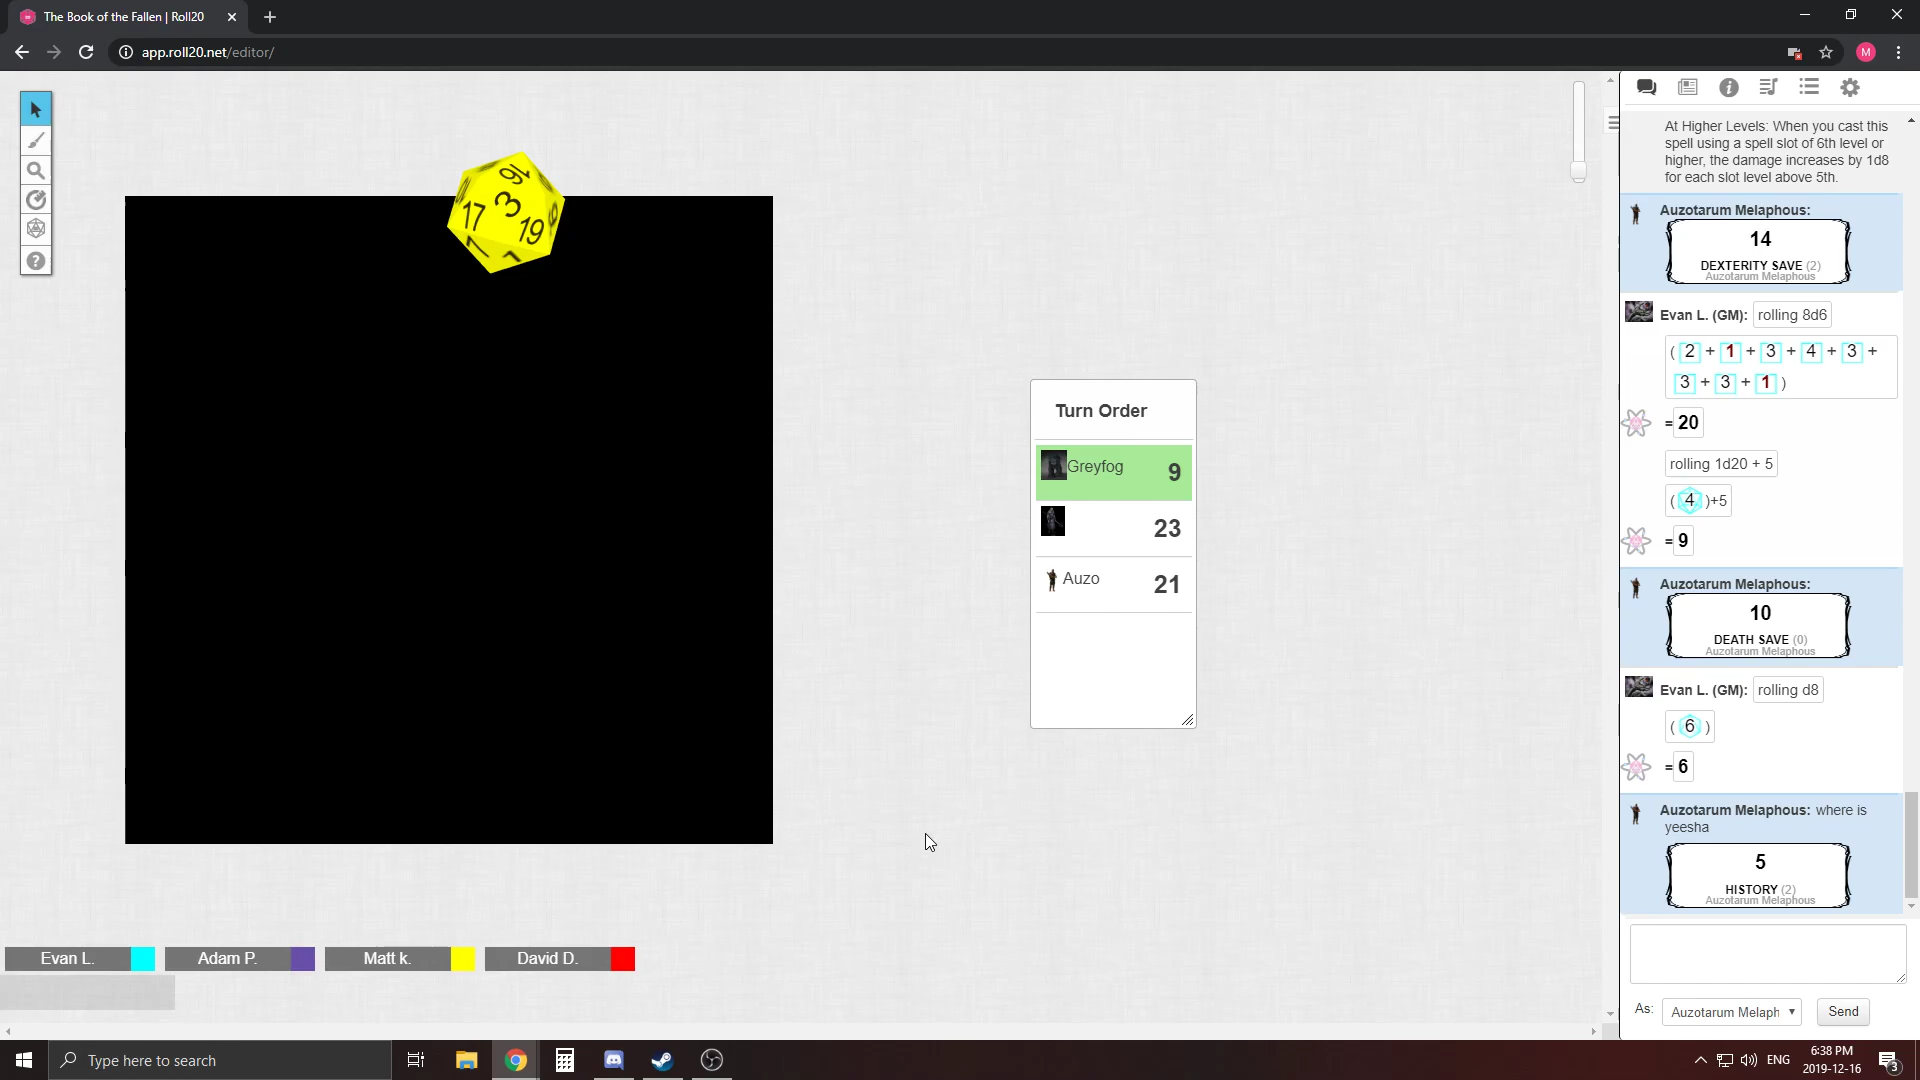 The Book of the Fallen | Roll20
app.roll20.net/editor/
M
At Higher Levels: When you cast this
spell using a spell slot of 6th level or
higher, the damage increases by 1d8
for each slot level above 5th.
Auzotarum Melaphous:
14
DEXTERITY SAVE (2)
Auzotarum Melaphous
Evan L. (GM): rolling 8d6
( 2 + 1 + 3 + 4 + 3 +
3 + 3 + 1 )
=20
rolling 1d20 + 5
( 4 )+5
=9
Auzotarum Melaphous:
10
DEATH SAVE (0)
Auzotarum Melaphous
Evan L. (GM): rolling d8
( 6 )
=6
Auzotarum Melaphous: where is
yeesha
5
HISTORY (2)
Auzotarum Melaphous
As: Auzotarum Melaph
Send
16
3
17
19
7
Turn Order
Greyfog 9
23
Auzo 21
Evan L.
Adam P.
Matt k.
David D.
Type here to search
ENG
6:38 PM
2019-12-16
3